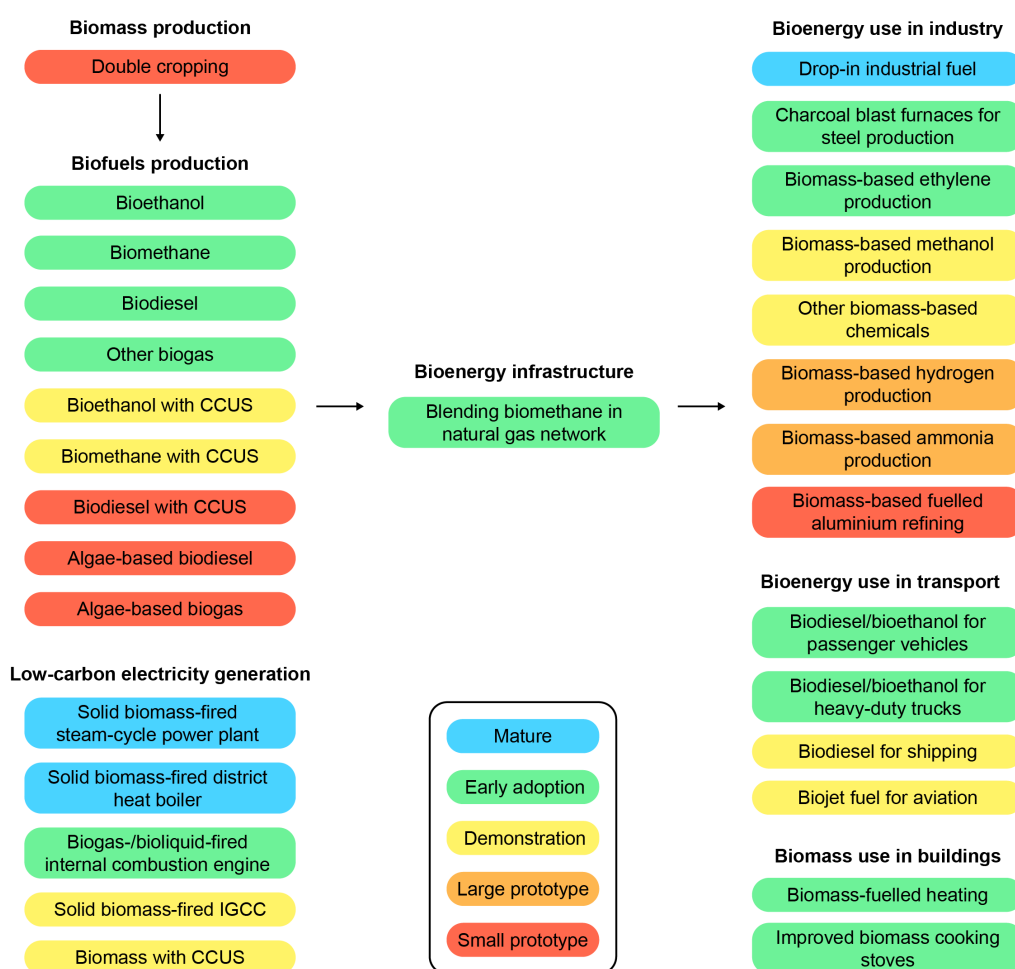 Biomass production
Double cropping
Biofuels production
Bioethanol
Biomethane
Biodiesel
Other biogas
Bioethanol with CCUS
Biomethane with CCUS
Biodiesel with CCUS
Algae-based biodiesel
Algae-based biogas
Low-carbon electricity generation
Solid biomass-fired
steam-cycle power plant
Solid biomass-fired district
heat boiler
Biogas-/bioliquid-fired
internal combustion engine
Solid biomass-fired IGCC
Biomass with CCUS
Bioenergy infrastructure
Blending biomethane in
natural gas network
Mature
Early adoption
Demonstration
Large prototype
Small prototype
Bioenergy use in industry
Drop-in industrial fuel
Charcoal blast furnaces for
steel production
Biomass-based ethylene
production
Biomass-based methanol
production
Other biomass-based
chemicals
Biomass-based hydrogen
production
Biomass-based ammonia
production
Biomass-based fuelled
aluminium refining
Bioenergy use in transport
Biodiesel/bioethanol for
passenger vehicles
Biodiesel/bioethanol for
heavy-duty trucks
Biodiesel for shipping
Biojet fuel for aviation
Biomass use in buildings
Biomass-fuelled heating
Improved biomass cooking
stoves